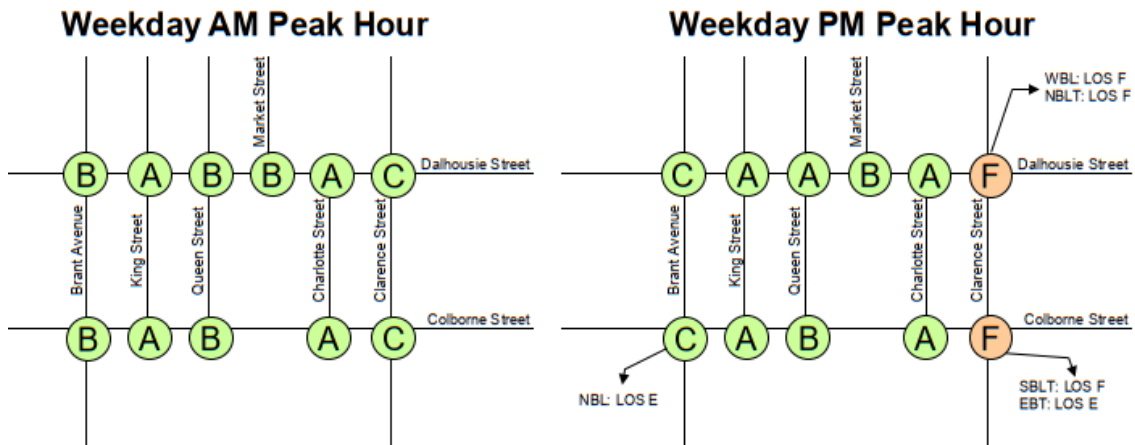 Weekday AM Peak Hour
Market Street
B
A
B
B
A
C
Dalhousie Street
Brant Avenue
King Street
Queen Street
Charlotte Street
Clarence Street
B
A
B
A
C
Colborne Street
Weekday PM Peak Hour
Market Street
WBL: LOS F
NBLT: LOS F
C
A
A
B
A
F
Dalhousie Street
Brant Avenue
King Street
Queen Street
Charlotte Street
Clarence Street
C
A
B
A
F
Colborne Street
NBL: LOS E
SBLT: LOS F
EBT: LOS E